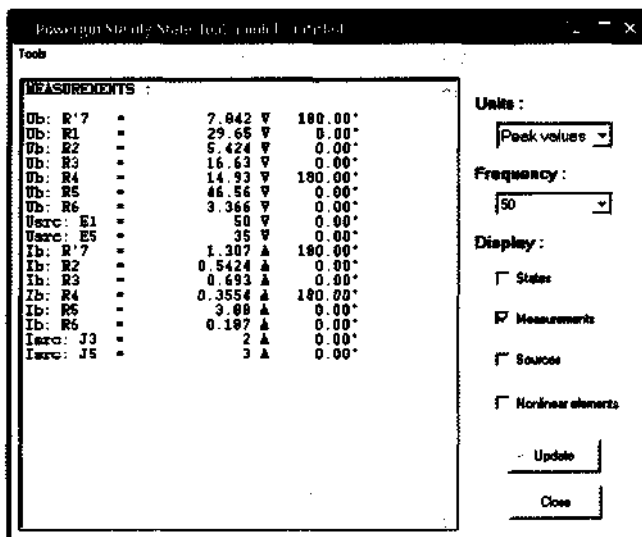 Powergui Steady State Tool.
Tools
MEASUREMENTS :
Ub: R'7 = 7.842 V 180.00°
Ub: R1 = 29.65 V 0.00°
Ub: R2 = 5.424 V 0.00°
Ub: R3 = 16.63 V 0.00°
Ub: R4 = 14.93 V 180.00°
Ub: R5 = 46.56 V 0.00°
Ub: R6 = 3.366 V 0.00°
Usrc: E1 = 50 V 0.00°
Usrc: E5 = 35 V 0.00°
Ib: R'7 = 1.307 A 180.00°
Ib: R2 = 0.5424 A 0.00°
Ib: R3 = 0.693 A 0.00°
Ib: R4 = 0.3554 A 180.00°
Ib: R5 = 3.88 A 0.00°
Ib: R6 = 0.187 A 0.00°
Isrc: J3 = 2 A 0.00°
Isrc: J5 = 3 A 0.00°
Units :
Peak values
Frequency :
50
Display :
States
Measurements
Sources
Nonlinear elements
Update
Close